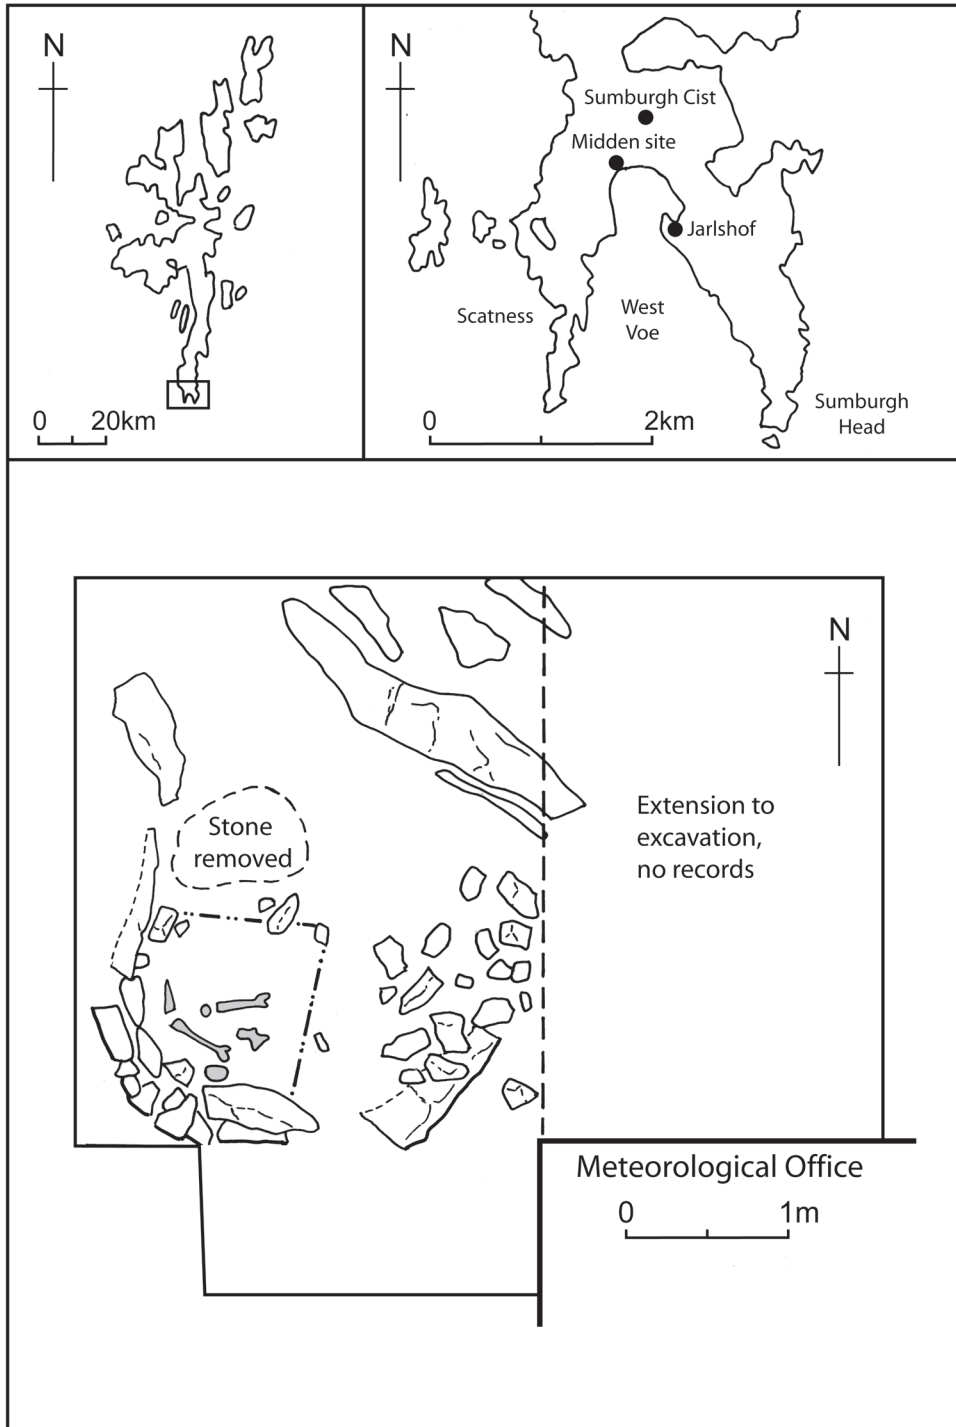 N
0
20km
N
Sumburgh Cist
Midden site
Jarlshof
Scatness
West
Voe
Sumburgh
Head
0
2km
N
Stone
removed
Extension to
excavation,
no records
Meteorological Office
0
1m